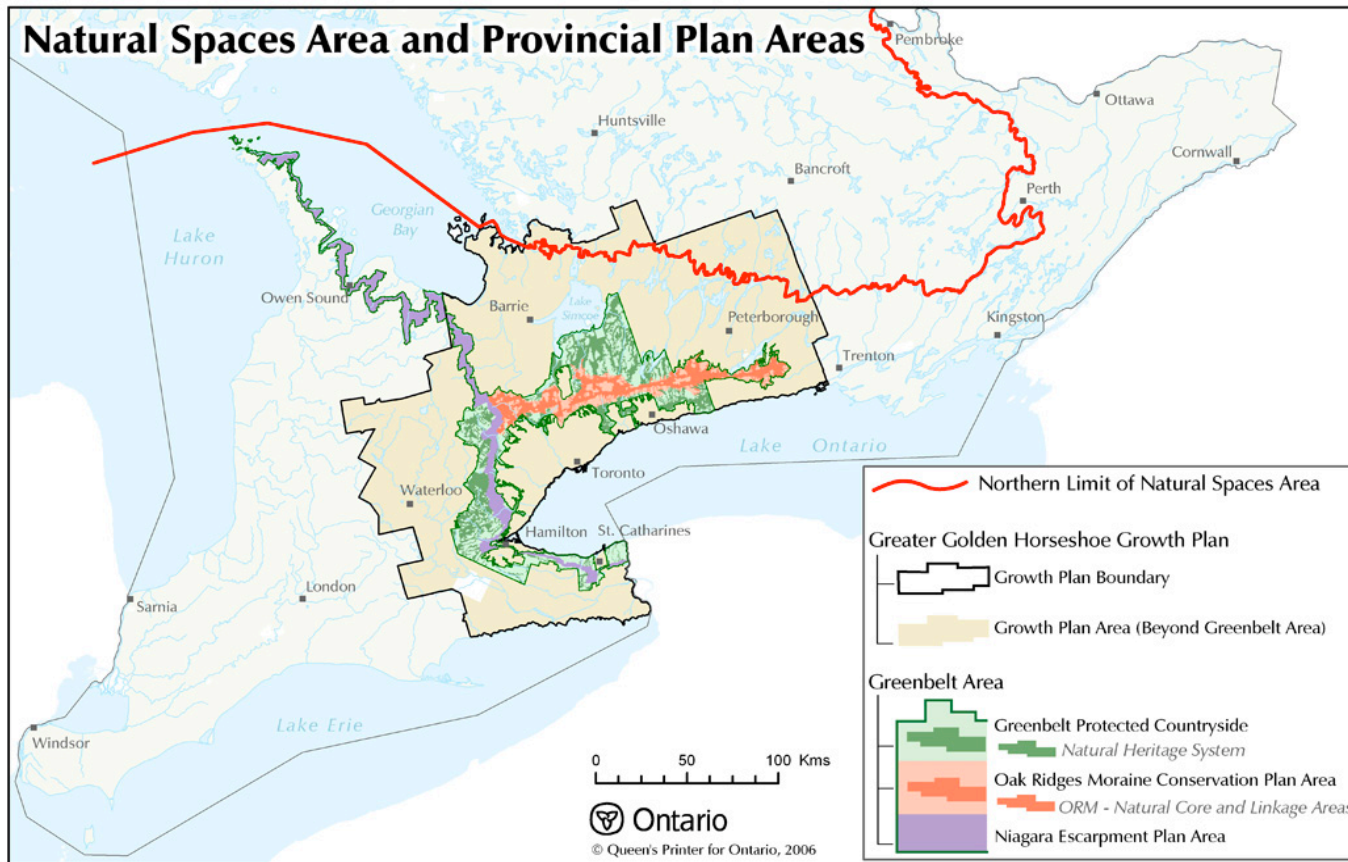 Natural Spaces Area and Provincial Plan Areas
Pembroke
Ottawa
Huntsville
Cornwall
Bancroft
Perth
Georgian
Bay
Lake
Huron
Owen Sound
Barrie
Lake
Simcoe
Peterborough
Kingston
Trenton
Oshawa
Lake Ontario
Toronto
Waterloo
Hamilton
St. Catharines
London
Sarnia
Lake Erie
Windsor
0 50 100 Kms
Ontario
© Queen's Printer for Ontario, 2006
Northern Limit of Natural Spaces Area
Greater Golden Horseshoe Growth Plan
Growth Plan Boundary
Growth Plan Area (Beyond Greenbelt Area)
Greenbelt Area
Greenbelt Protected Countryside
Natural Heritage System
Oak Ridges Moraine Conservation Plan Area
ORM - Natural Core and Linkage Areas
Niagara Escarpment Plan Area